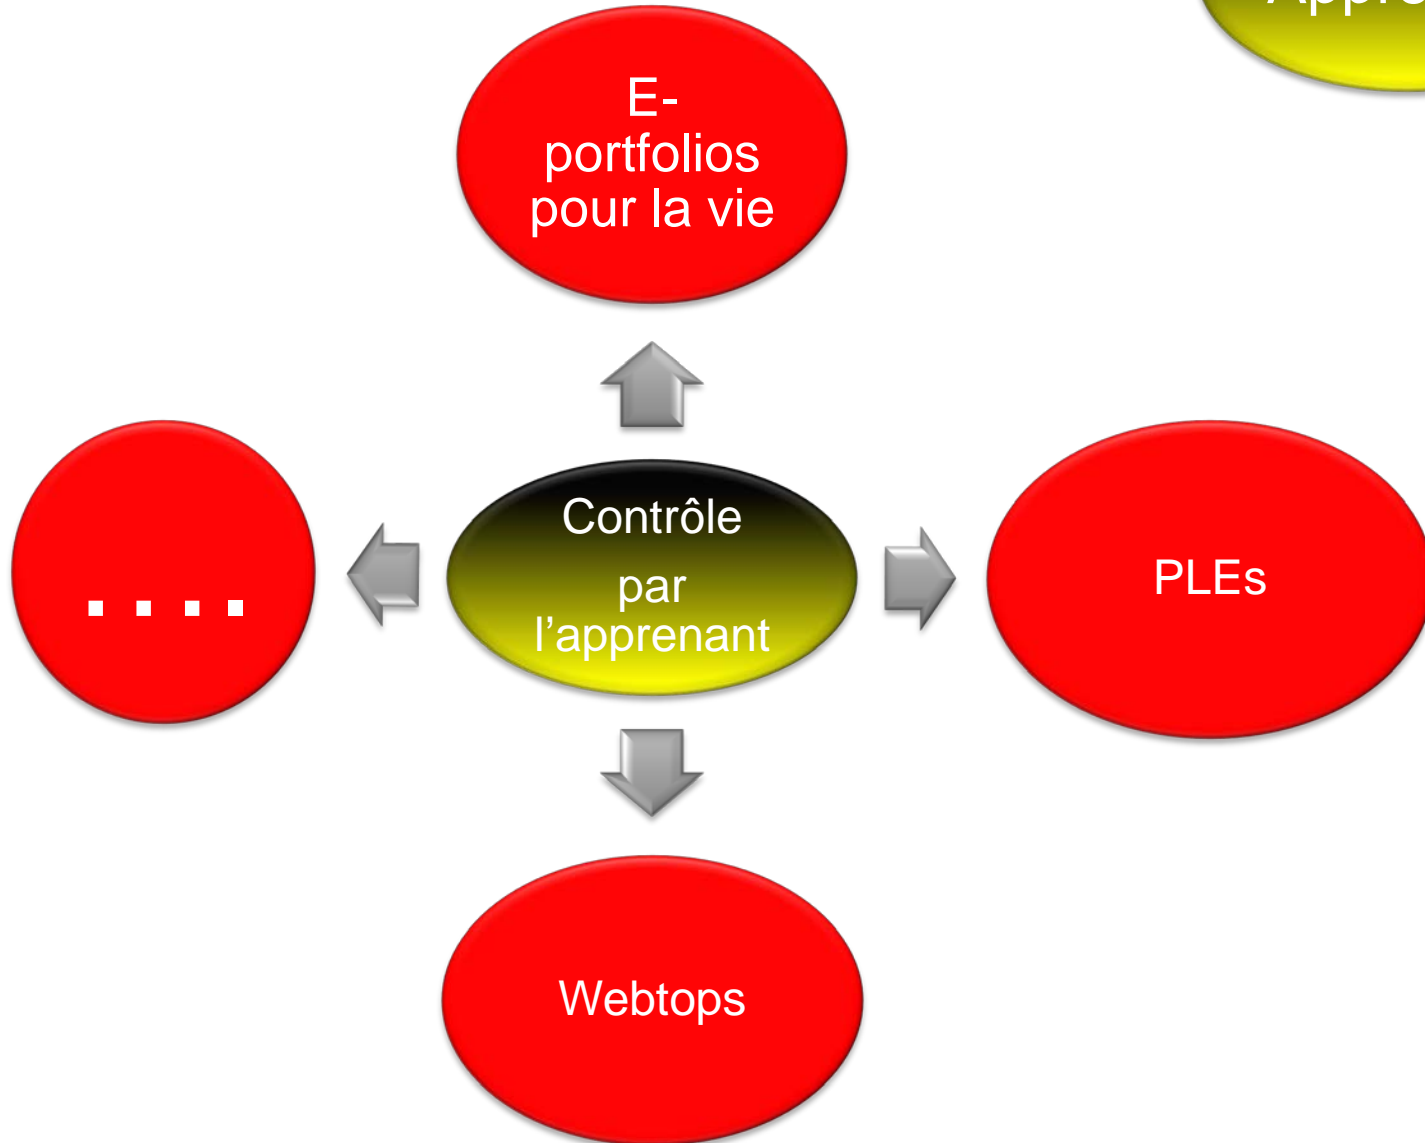 E-
portfolios
pour la vie
Contrôle
par
l’apprenant
PLEs
. . . .
Webtops